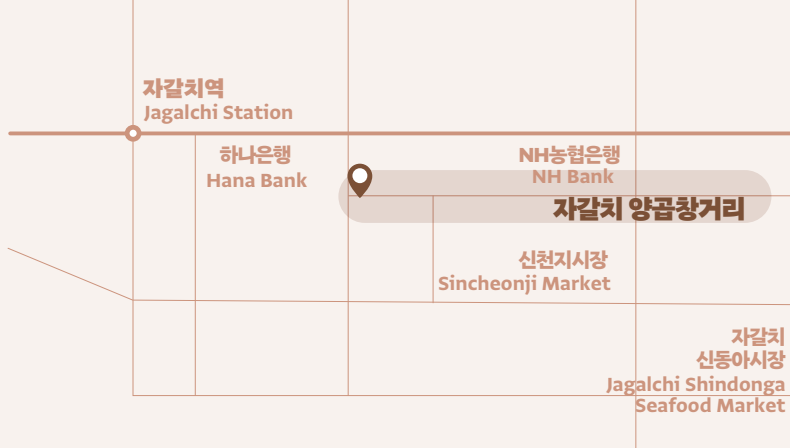 자갈치역
Jagalchi Station
하나은행
Hana Bank
NH농협은행
NH Bank
자갈치 양곱창거리
신천지시장
Sincheonji Market
자갈치
신동아시장
Jagalchi Shindonga
Seafood Market